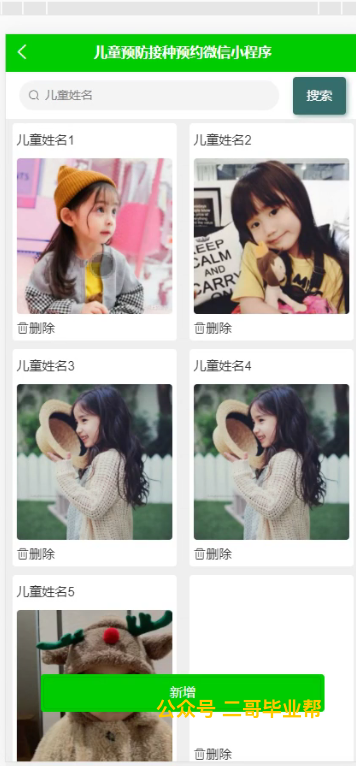 儿童预防接种预约微信小程序
儿童姓名
搜索
儿童姓名1
儿童姓名2
KEEP
CALM
AND
CARRY
删除
删除
儿童姓名3
儿童姓名4
删除
删除
儿童姓名5
新增
公众号 二哥毕业帮
删除